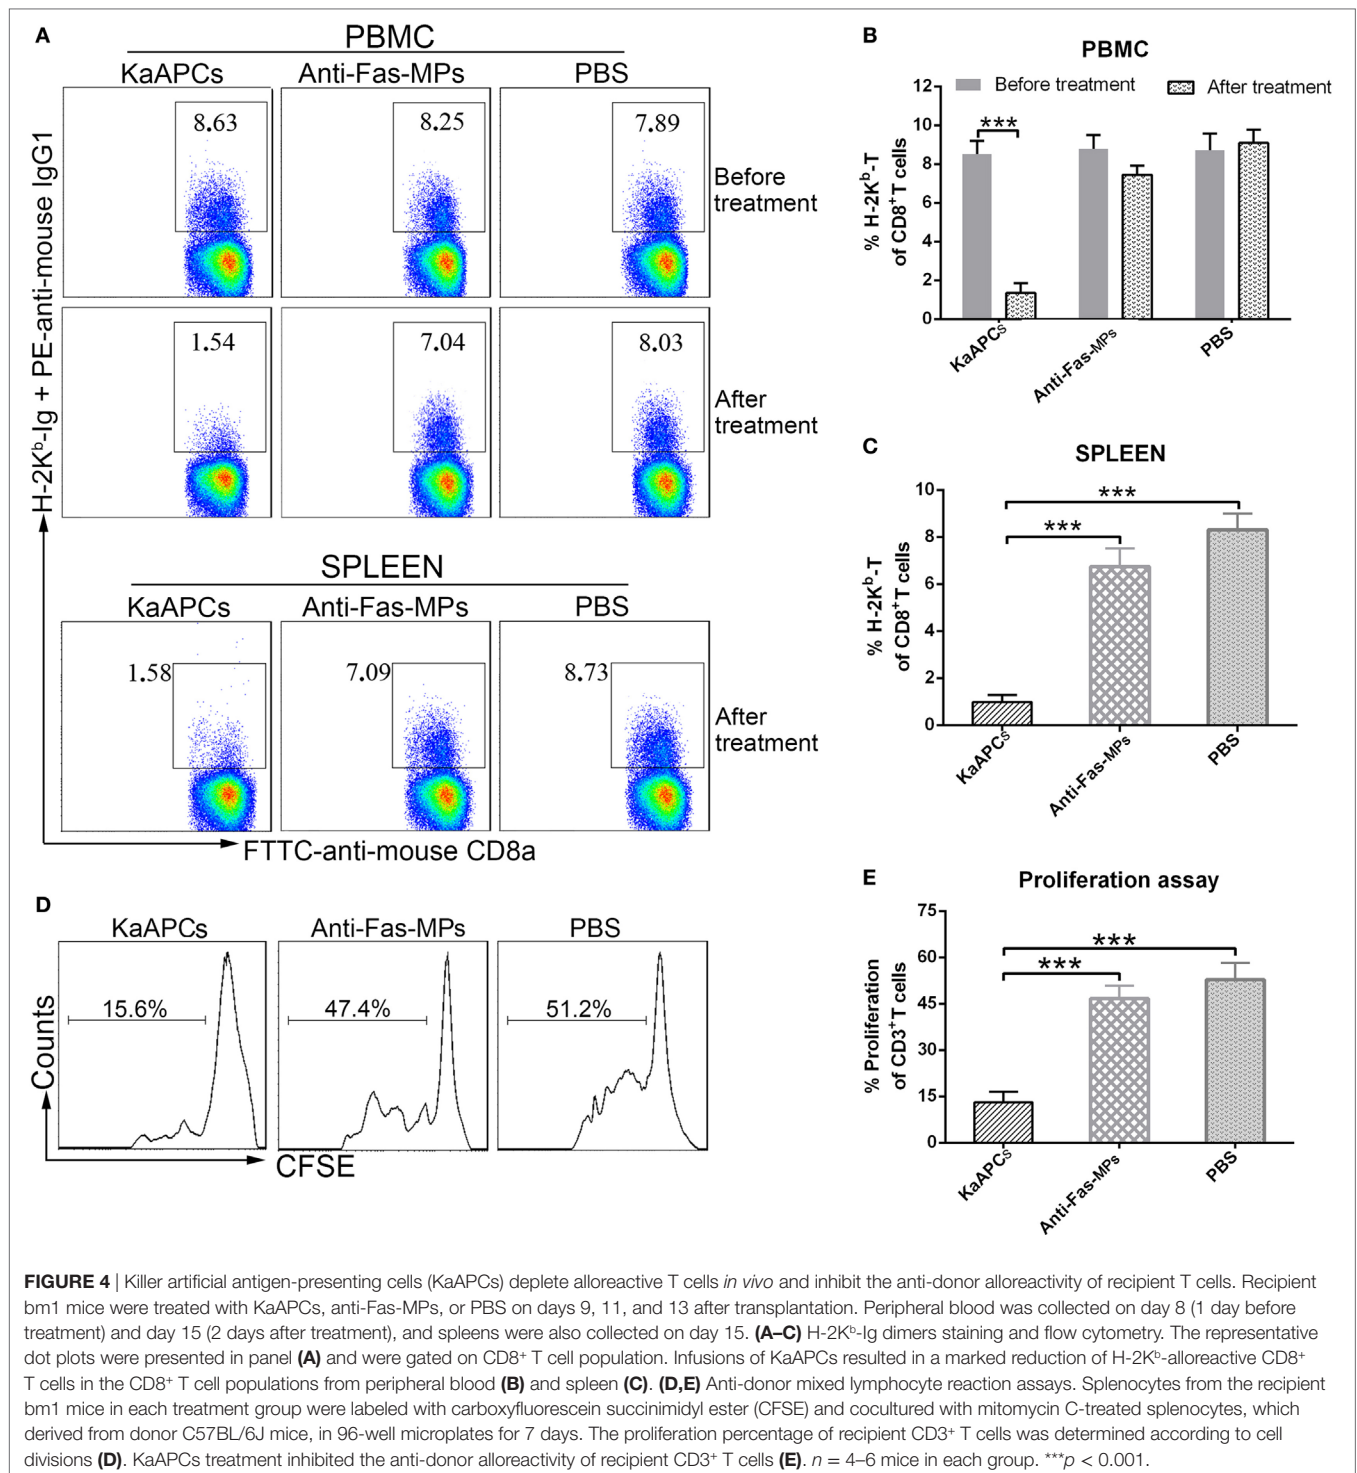 A
PBMC
KaAPCs Anti-Fas-MPs PBS
8.63 8.25 7.89
Before
treatment
1.54 7.04 8.03
After
treatment
H-2Kᵇ-Ig + PE-anti-mouse IgG1
SPLEEN
KaAPCs Anti-Fas-MPs PBS
1.58 7.09 8.73
After
treatment
FTTC-anti-mouse CD8a
B
PBMC
Before treatment After treatment
% H-2Kᵇ-T
of CD8⁺T cells
12
10
8
6
4
2
0
***
KaAPCs Anti-Fas-MPs PBS
C
SPLEEN
% H-2Kᵇ-T
of CD8⁺T cells
10
8
6
4
2
0
***
***
KaAPCs Anti-Fas-MPs PBS
D
KaAPCs Anti-Fas-MPs PBS
15.6% 47.4% 51.2%
Counts
CFSE
E
Proliferation assay
% Proliferation
of CD3⁺T cells
75
60
45
30
15
0
***
***
KaAPCs Anti-Fas-MPs PBS
FIGURE 4 | Killer artificial antigen-presenting cells (KaAPCs) deplete alloreactive T cells in vivo and inhibit the anti-donor alloreactivity of recipient T cells. Recipient
bm1 mice were treated with KaAPCs, anti-Fas-MPs, or PBS on days 9, 11, and 13 after transplantation. Peripheral blood was collected on day 8 (1 day before
treatment) and day 15 (2 days after treatment), and spleens were also collected on day 15. (A–C) H-2Kᵇ-Ig dimers staining and flow cytometry. The representative
dot plots were presented in panel (A) and were gated on CD8⁺ T cell population. Infusions of KaAPCs resulted in a marked reduction of H-2Kᵇ-alloreactive CD8⁺
T cells in the CD8⁺ T cell populations from peripheral blood (B) and spleen (C). (D,E) Anti-donor mixed lymphocyte reaction assays. Splenocytes from the recipient
bm1 mice in each treatment group were labeled with carboxyfluorescein succinimidyl ester (CFSE) and cocultured with mitomycin C-treated splenocytes, which
derived from donor C57BL/6J mice, in 96-well microplates for 7 days. The proliferation percentage of recipient CD3⁺ T cells was determined according to cell
divisions (D). KaAPCs treatment inhibited the anti-donor alloreactivity of recipient CD3⁺ T cells (E). n = 4–6 mice in each group. ***p < 0.001.